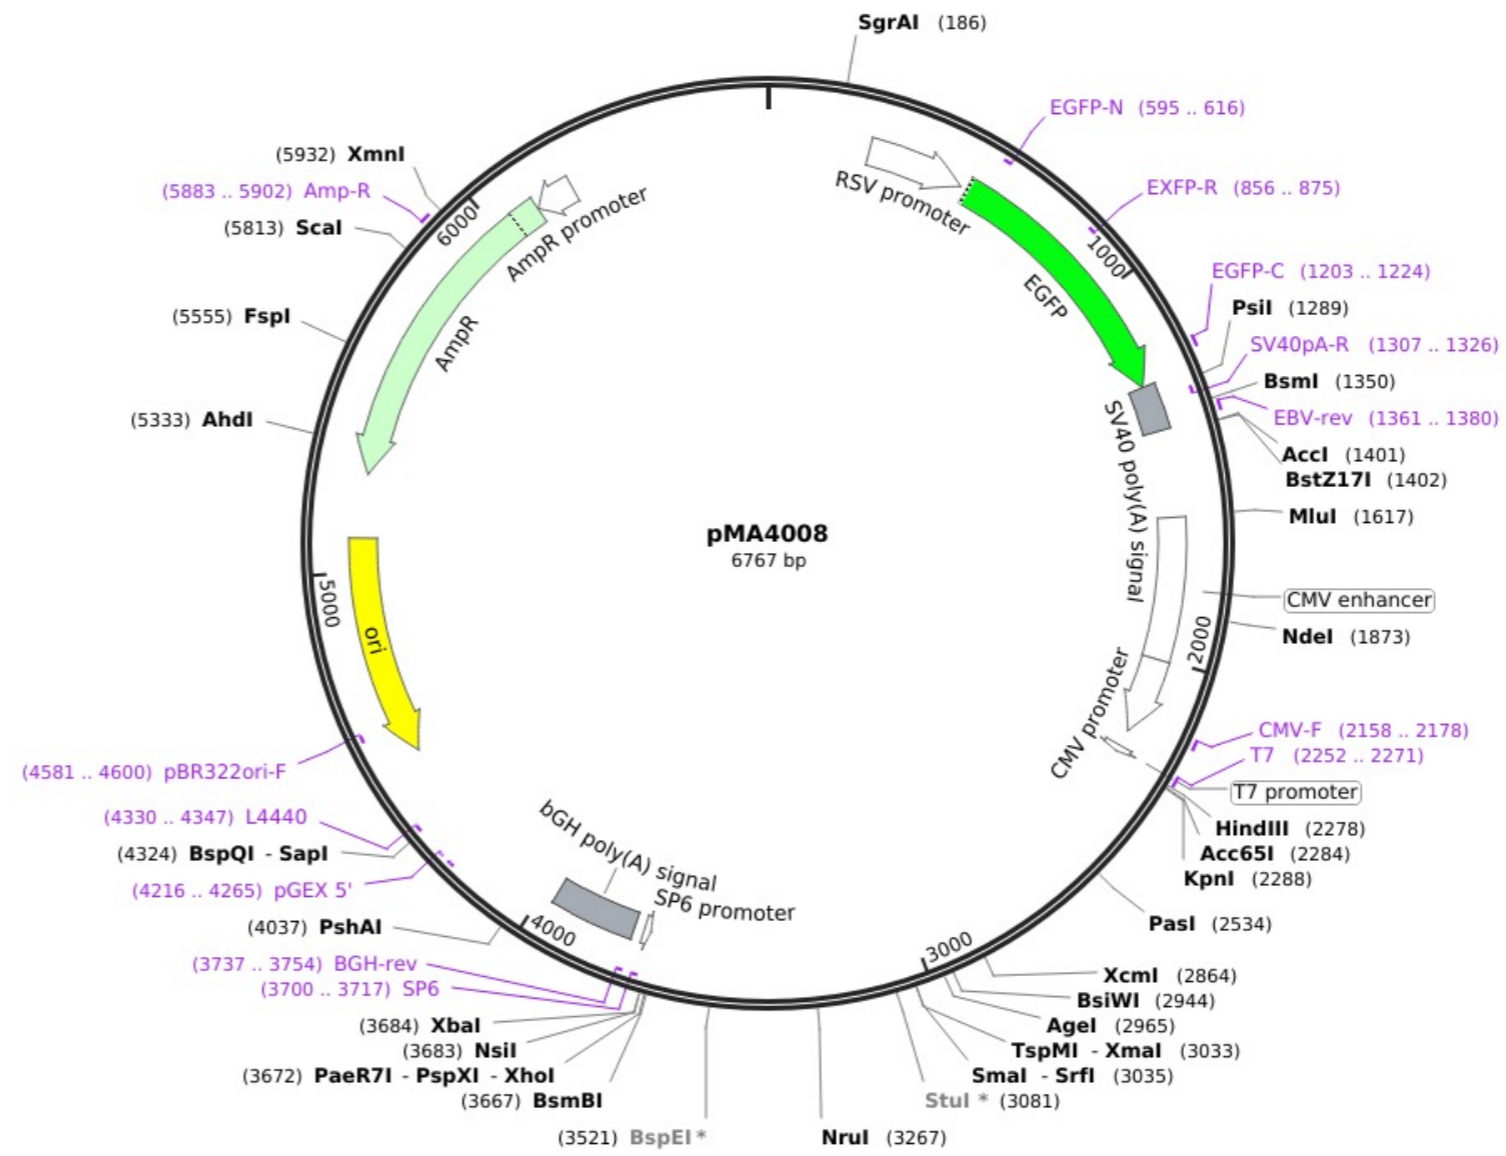 SgrAI (186)
EGFP-N (595 .. 616)
EXFP-R (856 .. 875)
1000
EGFP-C (1203 .. 1224)
PsiI (1289)
SV40pA-R (1307 .. 1326)
BsmI (1350)
EBV-rev (1361 .. 1380)
AccI (1401)
BstZ17I (1402)
MluI (1617)
CMV enhancer
NdeI (1873)
2000
CMV-F (2158 .. 2178)
T7 (2252 .. 2271)
T7 promoter
HindIII (2278)
Acc65I (2284)
KpnI (2288)
PasI (2534)
XcmI (2864)
BsiWI (2944)
AgeI (2965)
3000
TspMI - XmaI (3033)
SmaI - SrfI (3035)
StuI * (3081)
NruI (3267)
(3521) BspEI *
(3667) BsmBI
(3672) PaeR7I - PspXI - XhoI
(3683) NsiI
(3684) XbaI
(3700 .. 3717) SP6
(3737 .. 3754) BGH-rev
4000
(4037) PshAI
(4216 .. 4265) pGEX 5'
(4324) BspQI - SapI
(4330 .. 4347) L4440
(4581 .. 4600) pBR322ori-F
5000
(5333) AhdI
(5555) FspI
(5813) ScaI
(5883 .. 5902) Amp-R
(5932) XmnI
6000
RSV promoter
EGFP
SV40 poly(A) signal
CMV promoter
SP6 promoter
bGH poly(A) signal
ori
AmpR
AmpR promoter
pMA4008
6767 bp